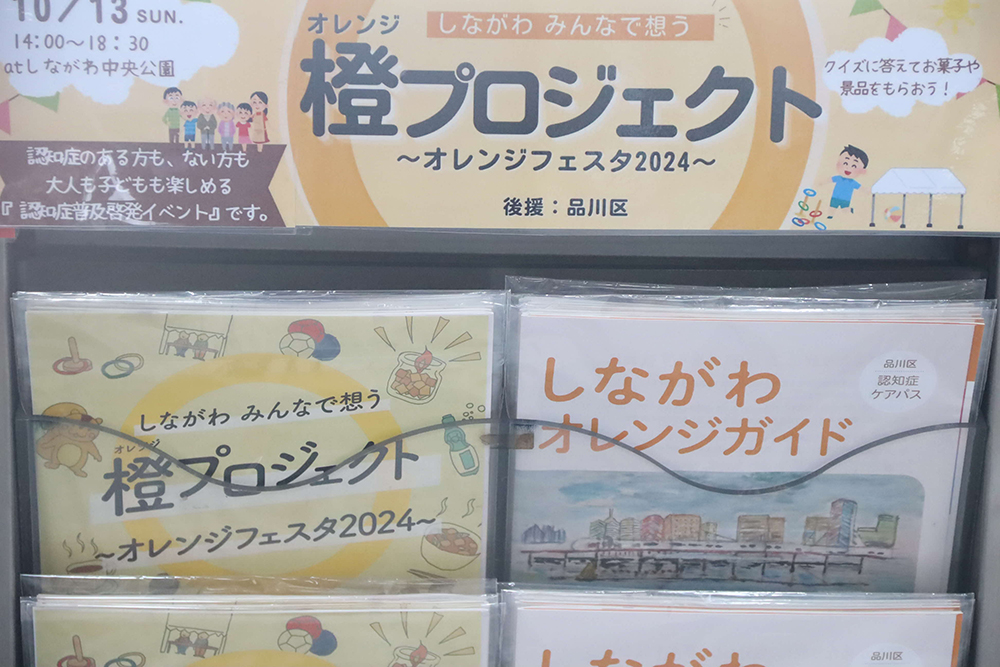 10/13 SUN.
14:00～18:30
atしながわ中央公園
認知症のある方も、ない方も
大人も子どもも楽しめる
『認知症普及啓発イベント』です。
しながわ みんなで想う
オレンジ
橙プロジェクト
～オレンジフェスタ2024～
後援：品川区
クイズに答えてお菓子や
景品をもらおう！
しながわ みんなで想う
オレンジ
橙プロジェクト
～オレンジフェスタ2024～
しながわ
オレンジガイド
品川区
認知症
ケアパス
しながわ
品川区